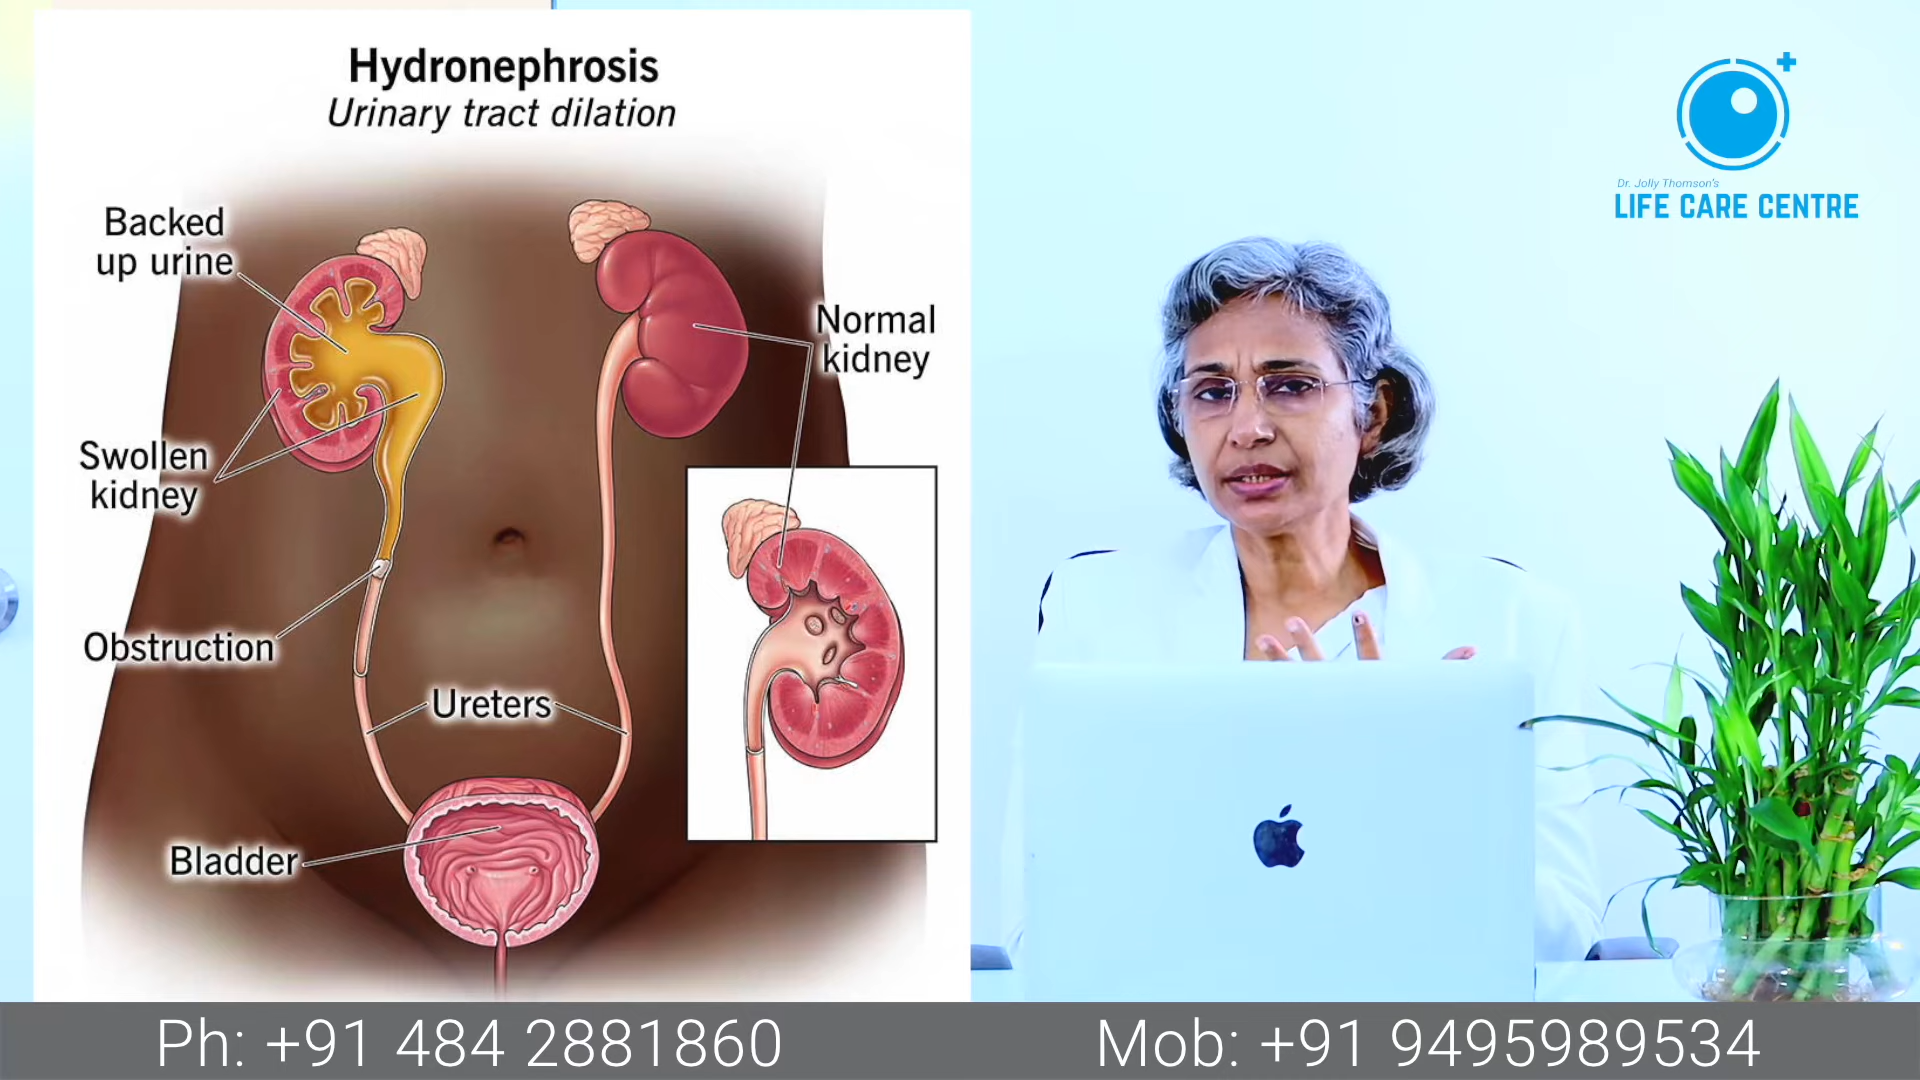 Hydronephrosis
Urinary tract dilation
Backed
up urine
Normal
kidney
Swollen
kidney
Obstruction
Ureters
Bladder
Dr. Jolly Thomson's
LIFE CARE CENTRE
Ph: +91 484 2881860
Mob: +91 9495989534